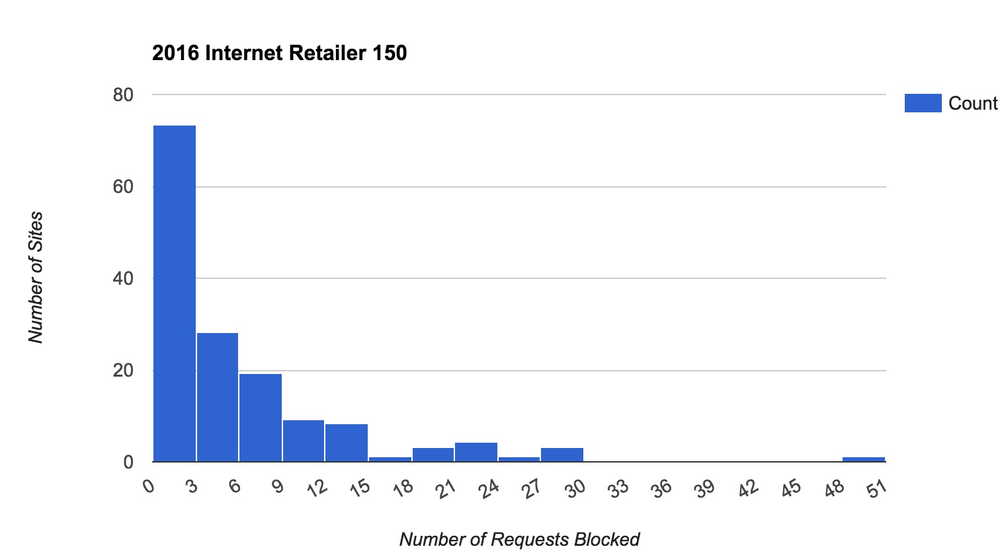 2016 Internet Retailer 150
80
Count
60
Number of Sites
40
20
0
0 3 6 9 12 15 18 21 24 27 30 33 36 39 42 45 48 51
Number of Requests Blocked